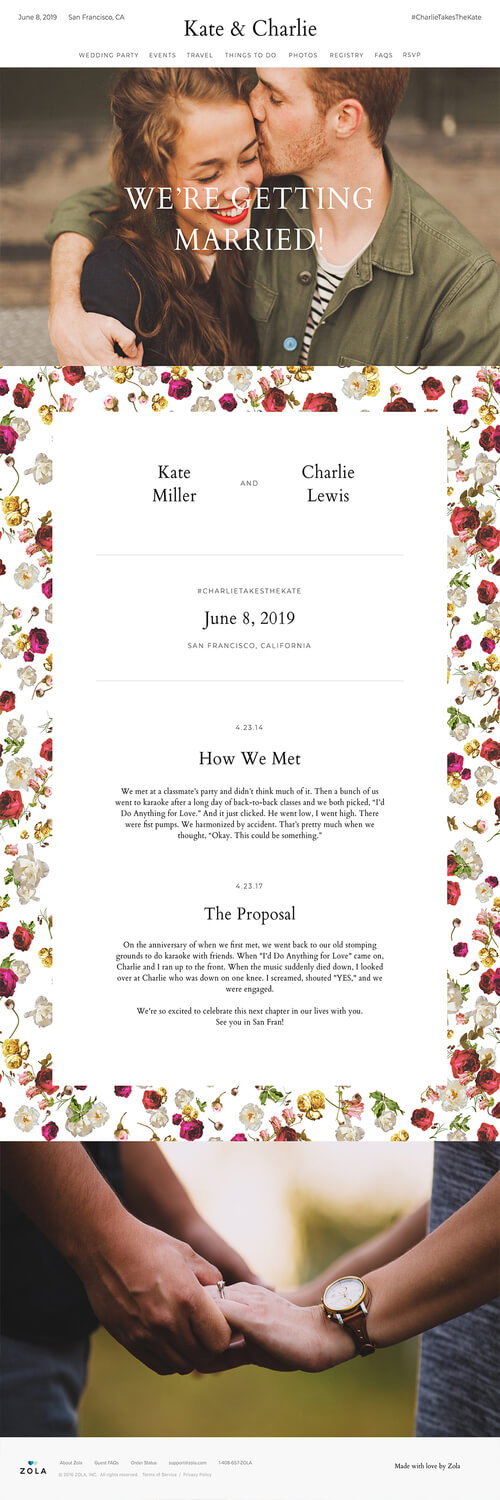 June 8, 2019 San Francisco, CA
#CharlieTakesTheKate
Kate & Charlie
WEDDING PARTY EVENTS TRAVEL THINGS TO DO PHOTOS REGISTRY FAQS RSVP
WE'RE GETTING
MARRIED!
Kate
Miller
AND
Charlie
Lewis
#CHARLIETAKESTHEKATE
June 8, 2019
SAN FRANCISCO, CALIFORNIA
4.23.14
How We Met
We met at a classmate's party and didn't think much of it. Then a bunch of us
went to karaoke after a long day of back-to-back classes and we both picked, "I'd
Do Anything for Love." And it just clicked. He went low, I went high. There
were fist pumps. We harmonized by accident. That's pretty much when we
thought, "Okay. This could be something."
4.23.17
The Proposal
On the anniversary of when we first met, we went back to our old stomping
grounds to do karaoke with friends. When "I'd Do Anything for Love" came on,
Charlie and I ran up to the front. When the music suddenly died down, I looked
over at Charlie who was down on one knee. I screamed, shouted "YES," and we
were engaged.
We're so excited to celebrate this next chapter in our lives with you.
See you in San Fran!
ZOLA
About Zola Guest FAQs Order Status support@zola.com 1-408-657-ZOLA
© 2016 ZOLA, INC. All rights reserved. Terms of Service / Privacy Policy
Made with love by Zola